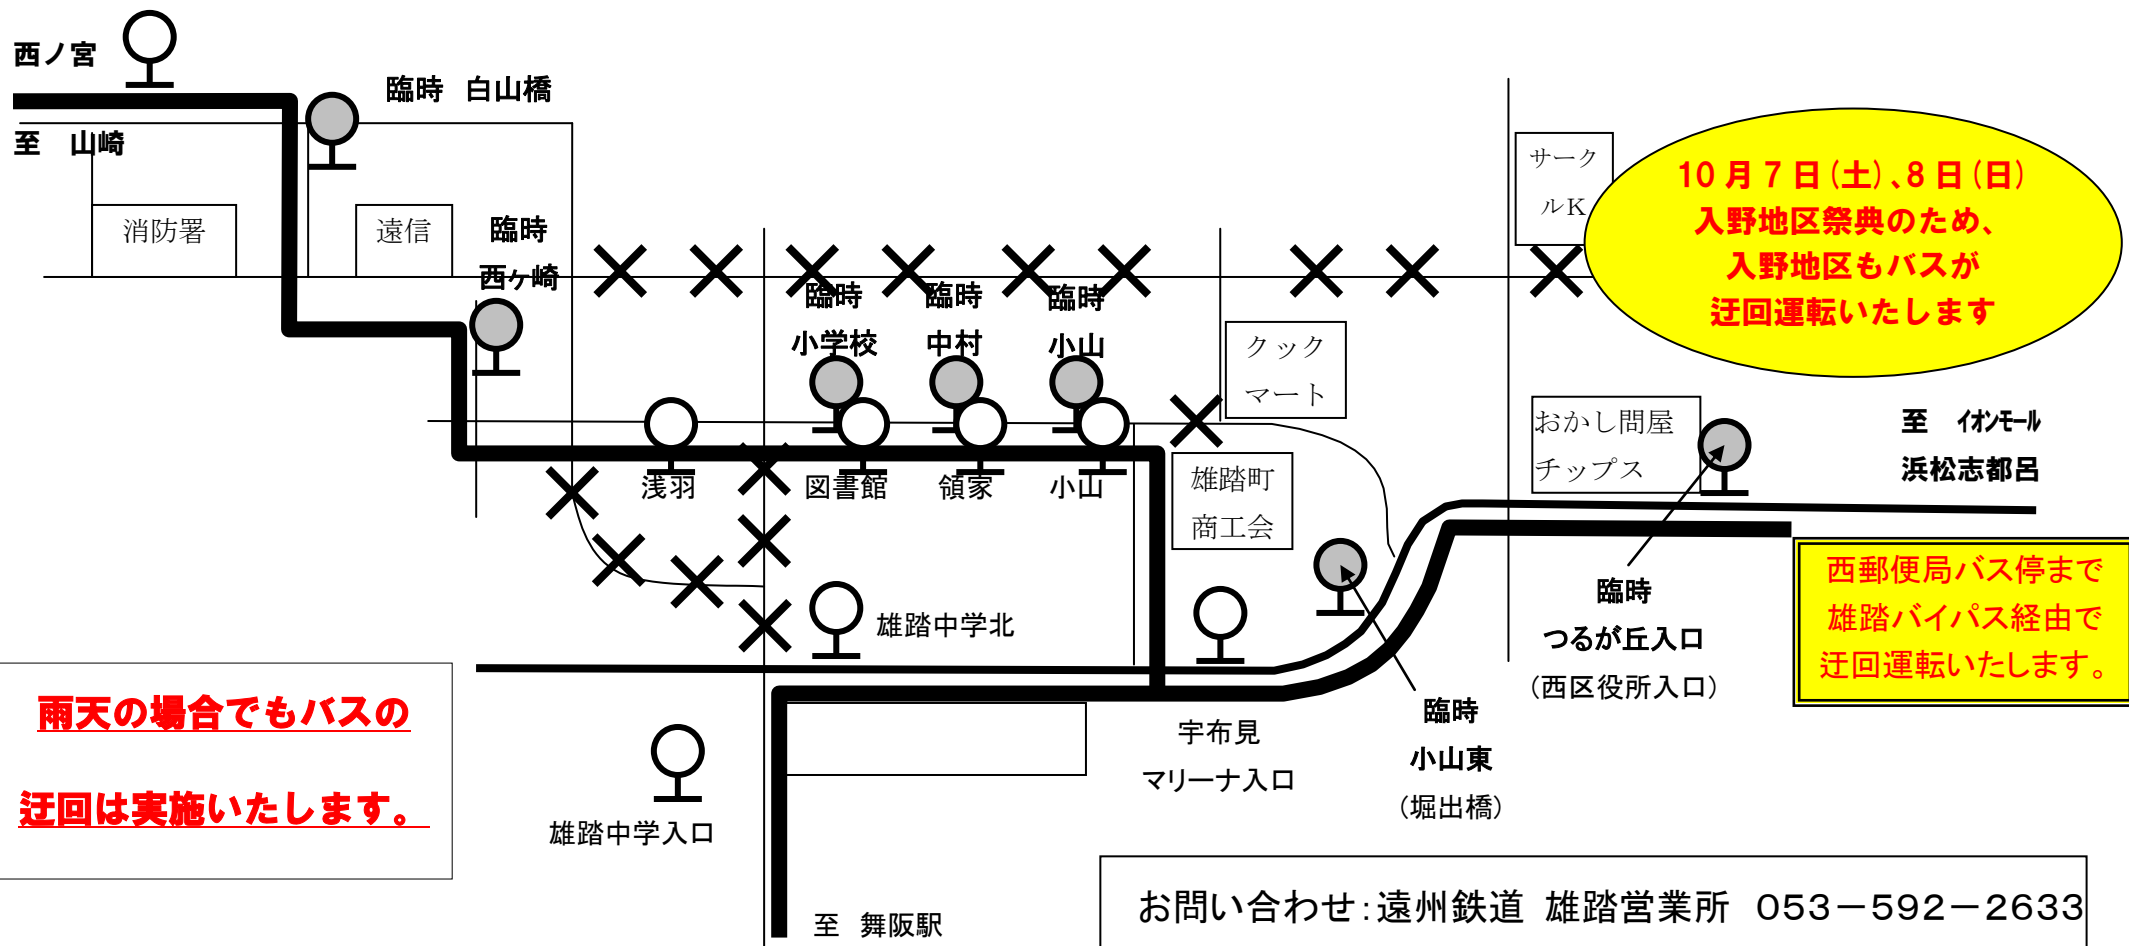 西ノ宮
臨時 白山橋
至 山崎
消防署
遠信
臨時
西ヶ崎
サーク
ルK
10月7日(土)、8日(日)
入野地区祭典のため、
入野地区もバスが
迂回運転いたします
臨時
小学校
臨時
中村
臨時
小山
クック
マート
おかし問屋
チップス
至 イオンモール
浜松志都呂
浅羽
図書館
領家
小山
雄踏町
商工会
西郵便局バス停まで
雄踏バイパス経由で
迂回運転いたします。
臨時
つるが丘入口
(西区役所入口)
雄踏中学北
雨天の場合でもバスの
迂回は実施いたします。
臨時
小山東
(堀出橋)
宇布見
マリーナ入口
雄踏中学入口
至 舞阪駅
お問い合わせ:遠州鉄道 雄踏営業所 053-592-2633